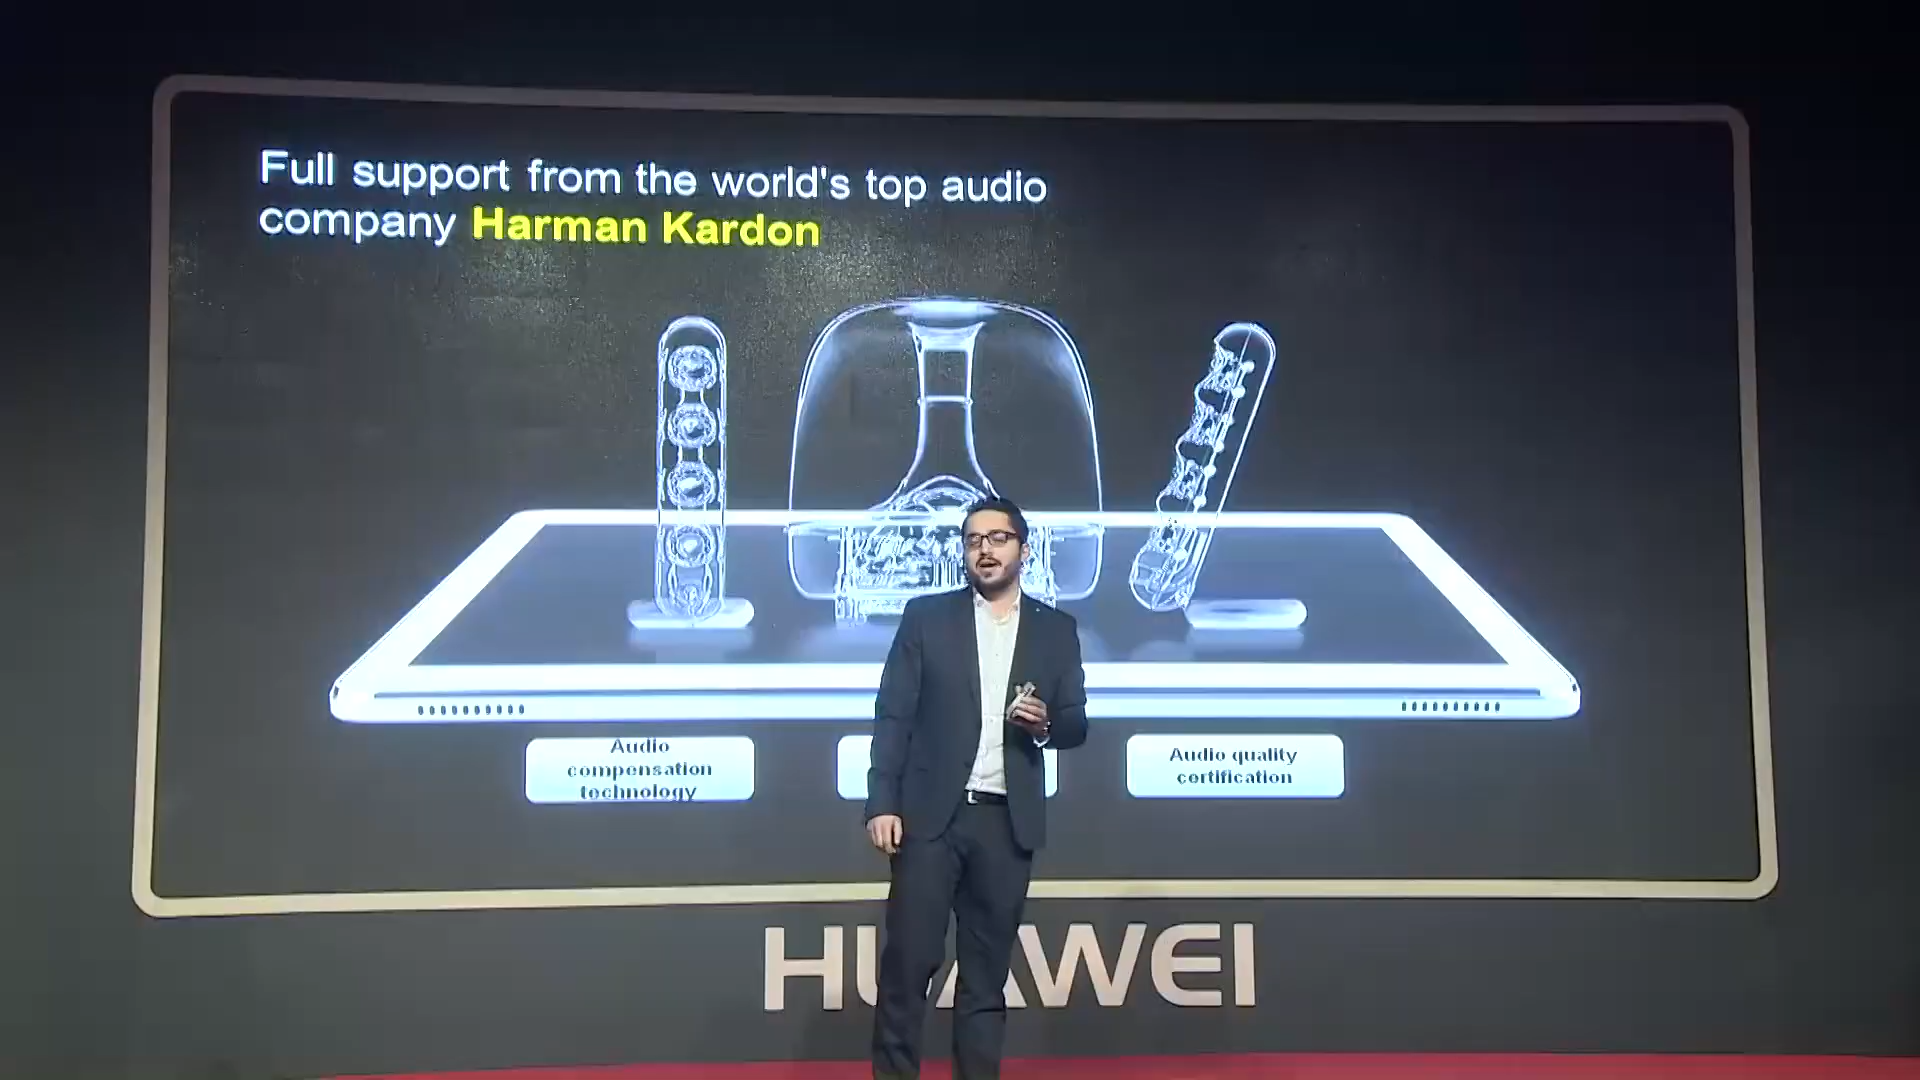 Full support from the world's top audio
company Harman Kardon
Audio
compensation
technology
Audio quality
certification
HUAWEI